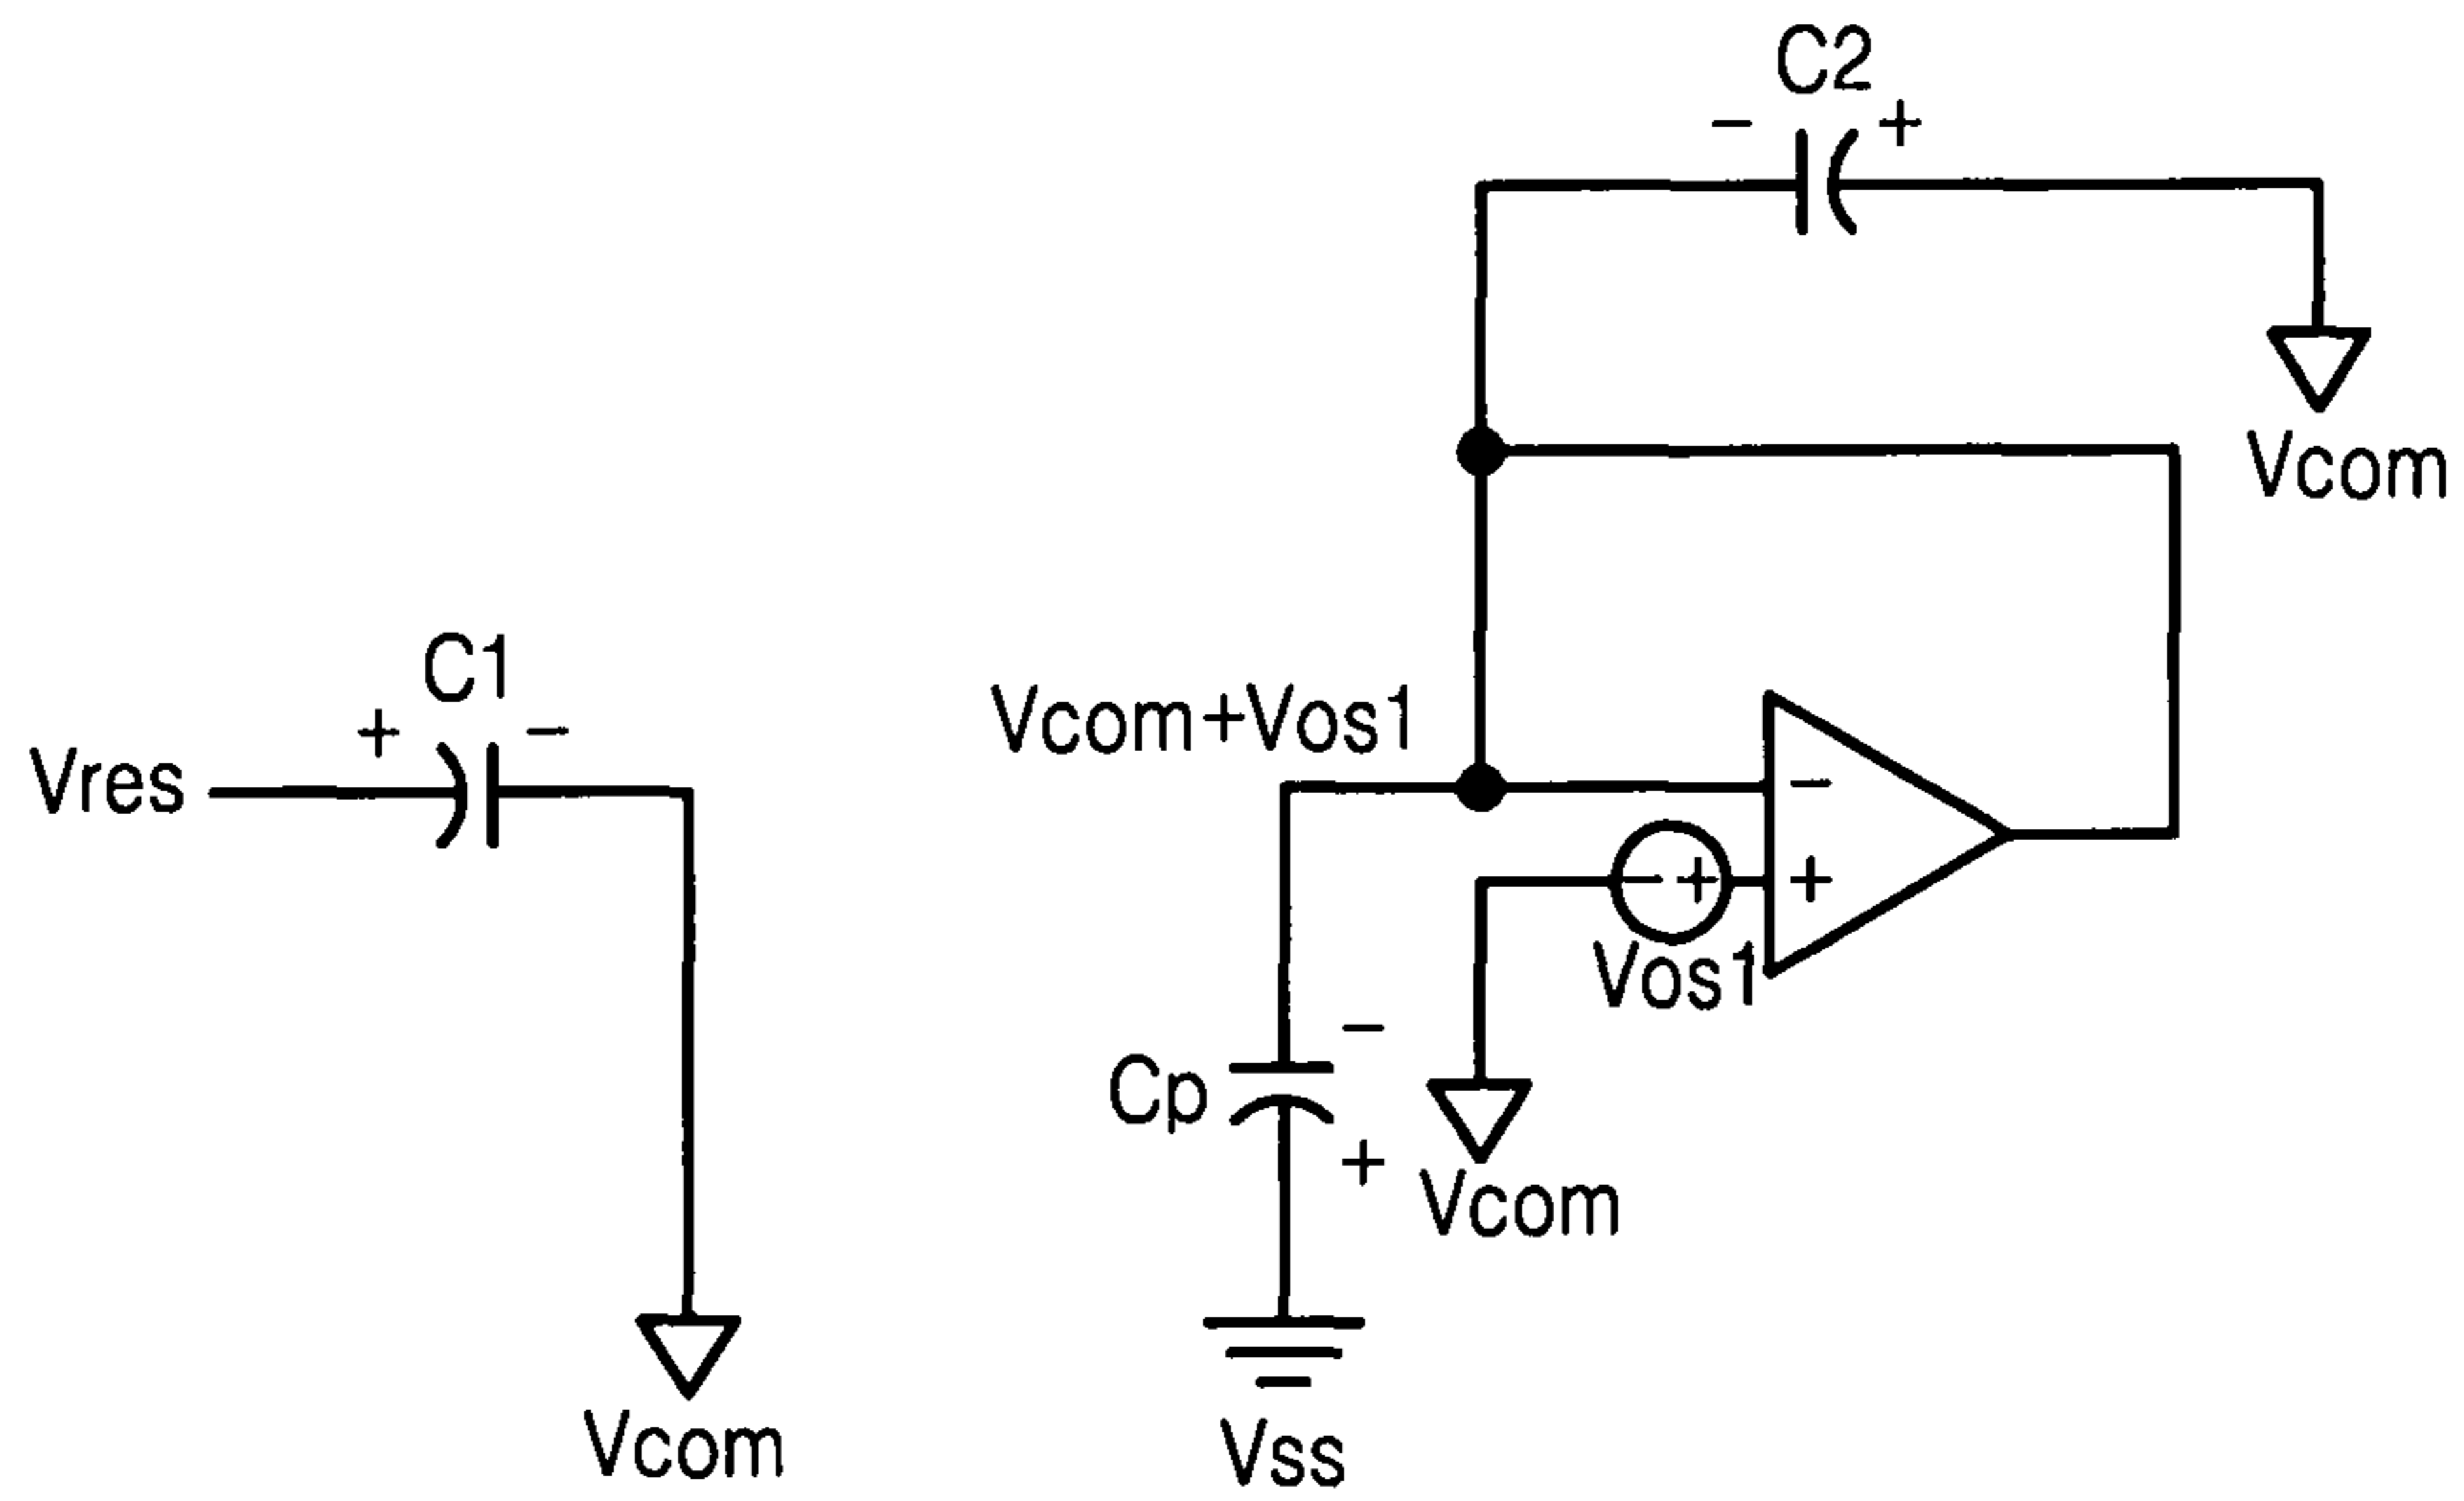 C2
- +
Vcom
C1
+ -
Vres
Vcom+Vos1
-
- +
+
Vos1
Cp
-
+
Vcom
Vcom
Vss